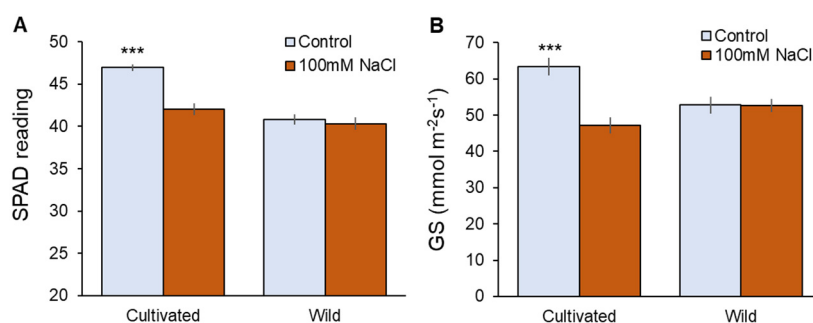 A
SPAD reading
50
45
40
35
30
25
20
***
Control
100mM NaCl
Cultivated
Wild
B
GS (mmol m⁻²s⁻¹)
70
60
50
40
30
20
10
0
***
Control
100mM NaCl
Cultivated
Wild